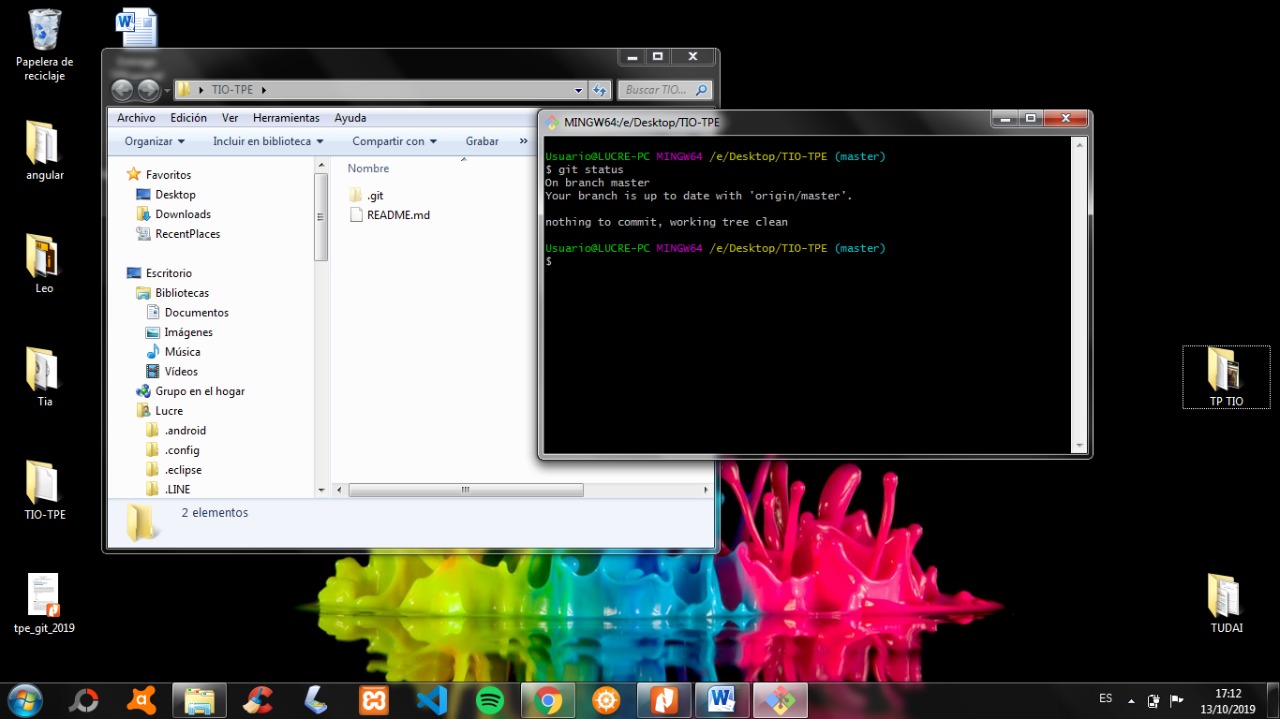 Papelera de
reciclaje
angular
Leo
Tia
TIO-TPE
tpe_git_2019
TIO-TPE
Buscar TIO...
Archivo Edición Ver Herramientas Ayuda
Organizar Incluir en biblioteca Compartir con Grabar »
Favoritos
Desktop
Downloads
RecentPlaces
Escritorio
Bibliotecas
Documentos
Imágenes
Música
Vídeos
Grupo en el hogar
Lucre
.android
.config
.eclipse
.LINE
Nombre
.git
README.md
2 elementos
MINGW64:/e/Desktop/TIO-TPE
Usuario@LUCRE-PC MINGW64 /e/Desktop/TIO-TPE (master)
$ git status
On branch master
Your branch is up to date with 'origin/master'.
nothing to commit, working tree clean
Usuario@LUCRE-PC MINGW64 /e/Desktop/TIO-TPE (master)
$
TP TIO
TUDAI
ES
17:12
13/10/2019